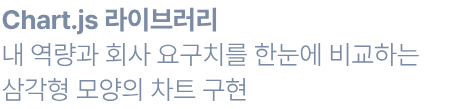 Chart.js 라이브러리
내 역량과 회사 요구치를 한눈에 비교하는
삼각형 모양의 차트 구현